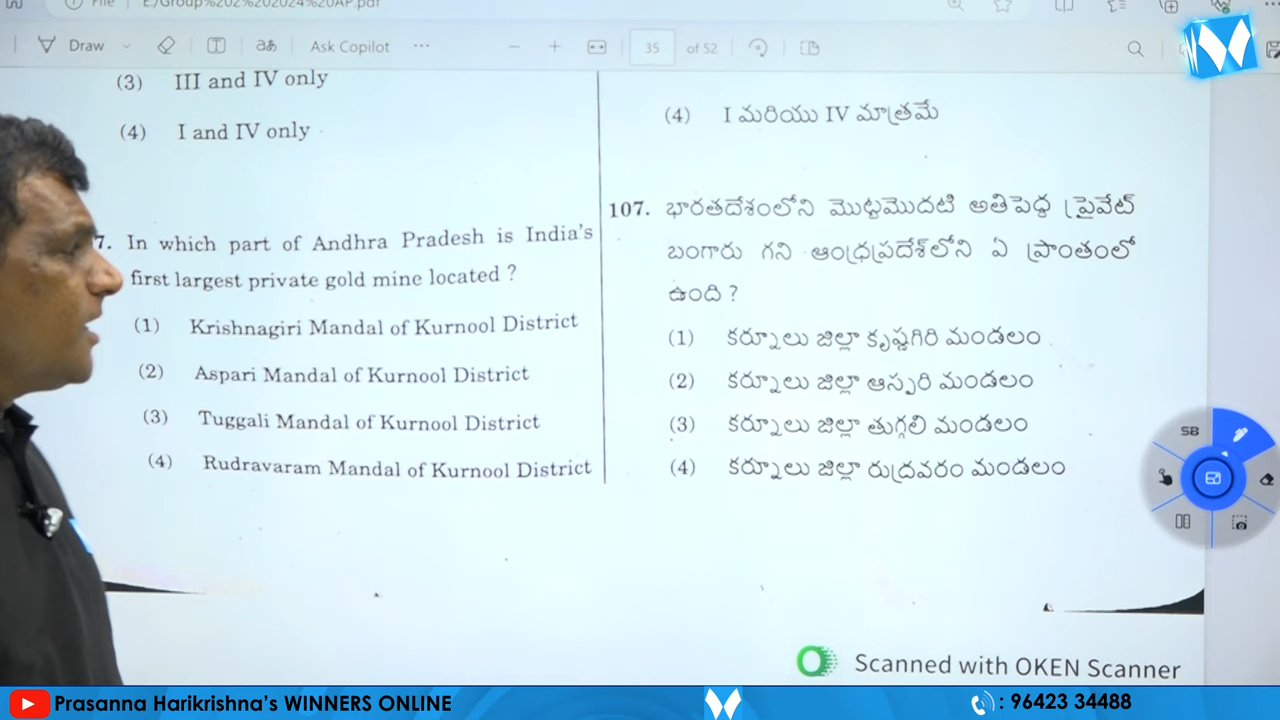 File
E:/Group%202%202024%20AP.pdf
Draw
aあ
Ask Copilot
35
of 52
(3) III and IV only
(4) I and IV only
7. In which part of Andhra Pradesh is India's
first largest private gold mine located ?
(1) Krishnagiri Mandal of Kurnool District
(2) Aspari Mandal of Kurnool District
(3) Tuggali Mandal of Kurnool District
(4) Rudravaram Mandal of Kurnool District
(4) I మరియు IV మాత్రమే
107. భారతదేశంలోని మొట్టమొదటి అతిపెద్ద ప్రైవేట్
బంగారు గని ఆంధ్రప్రదేశ్‌లోని ఏ ప్రాంతంలో
ఉంది ?
(1) కర్నూలు జిల్లా కృష్ణగిరి మండలం
(2) కర్నూలు జిల్లా ఆస్పరి మండలం
(3) కర్నూలు జిల్లా తుగ్గలి మండలం
(4) కర్నూలు జిల్లా రుద్రవరం మండలం
SB
Scanned with OKEN Scanner
Prasanna Harikrishna's WINNERS ONLINE
: 96423 34488